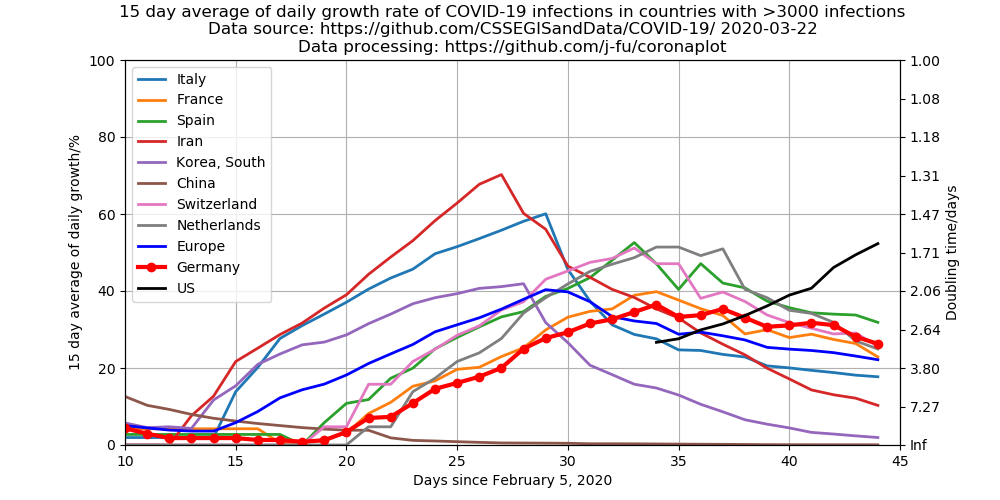 15 day average of daily growth rate of COVID-19 infections in countries with >3000 infections
Data source: https://github.com/CSSEGISandData/COVID-19/ 2020-03-22
Data processing: https://github.com/j-fu/coronaplot
15 day average of daily growth/%
100
80
60
40
20
0
Italy
France
Spain
Iran
Korea, South
China
Switzerland
Netherlands
Europe
Germany
US
1.00
1.08
1.18
1.31
1.47
1.71
2.06
2.64
3.80
7.27
Inf
Doubling time/days
10 15 20 25 30 35 40 45
Days since February 5, 2020